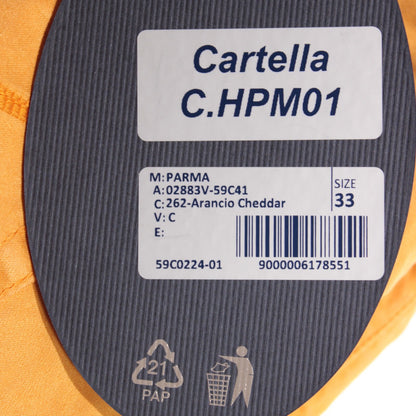 Cartella
C.HPM01
M: PARMA
A: 02883V-59C41
C: 262-Arancio Cheddar
V: C
E:
SIZE
33
59C0224-01
9000006178551
21
PAP